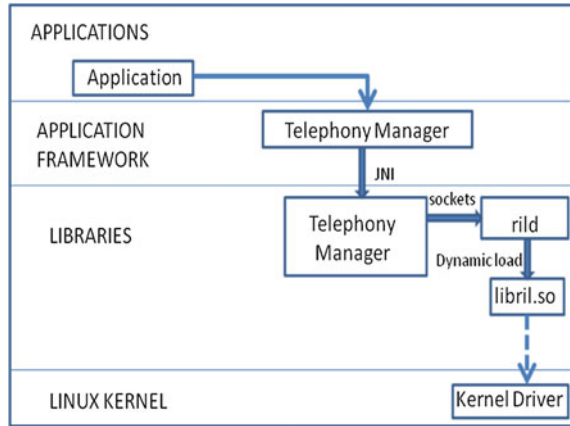 APPLICATIONS
Application
APPLICATION
FRAMEWORK
Telephony Manager
JNI
LIBRARIES
Telephony
Manager
sockets
rild
Dynamic load
libril.so
LINUX KERNEL
Kernel Driver